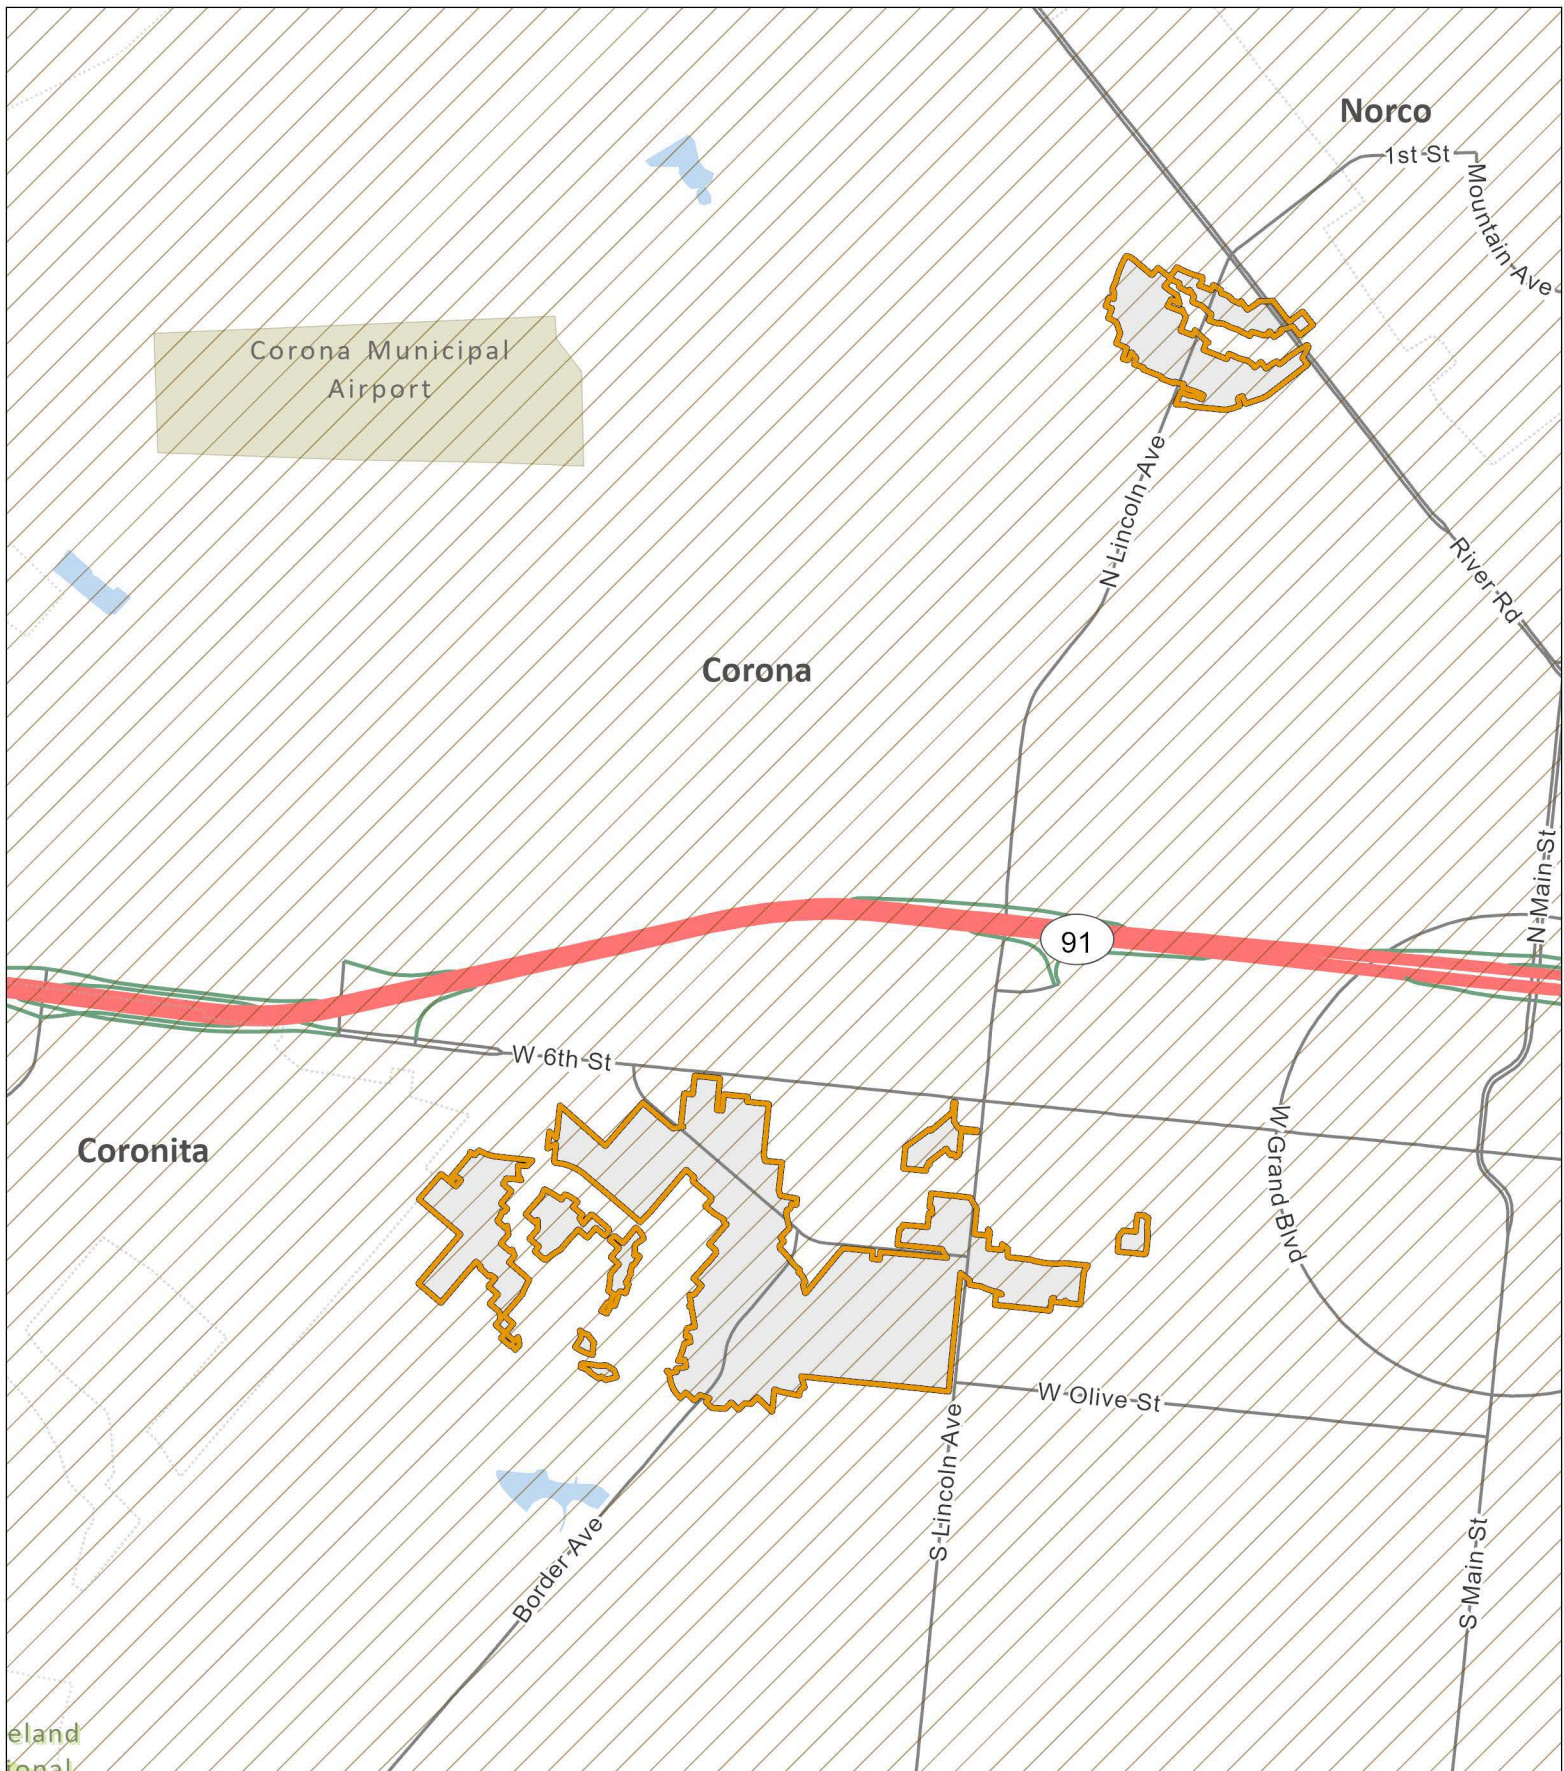 Norco
1st St
Mountain Ave
Corona Municipal
Airport
N Lincoln Ave
River Rd
Corona
N Main St
91
W 6th St
W Grand Blvd
Coronita
W Olive St
S Lincoln Ave
Border Ave
S Main St
eland
ional